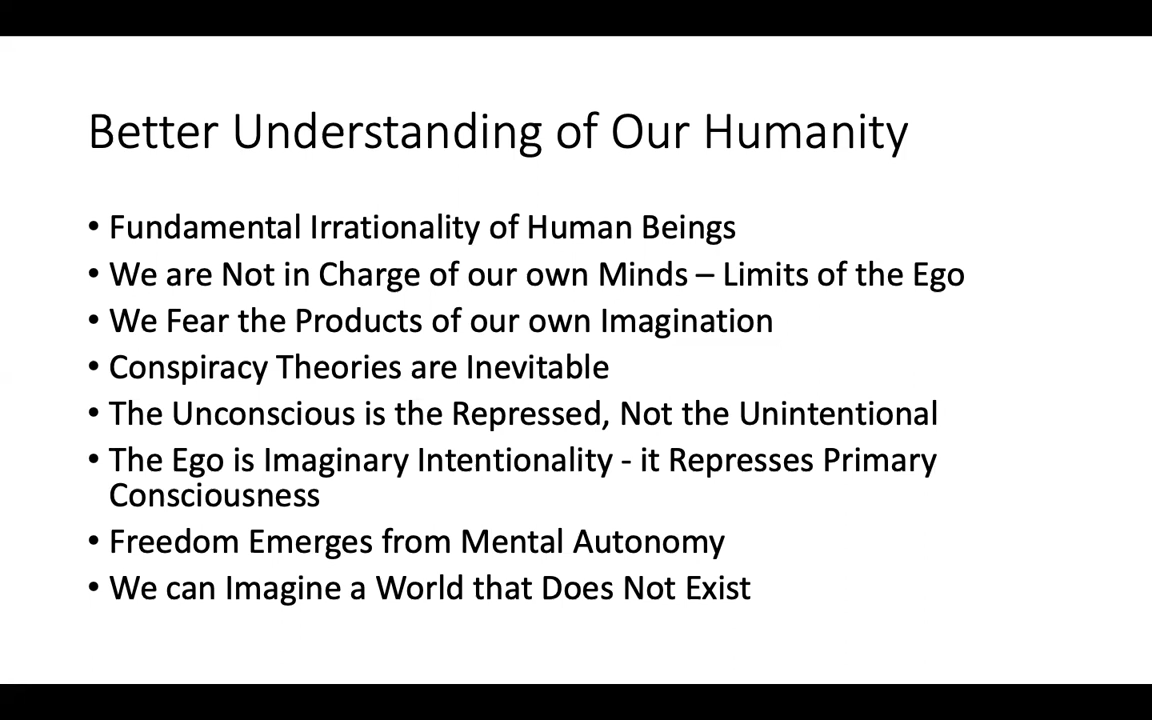 Better Understanding of Our Humanity
• Fundamental Irrationality of Human Beings
• We are Not in Charge of our own Minds – Limits of the Ego
• We Fear the Products of our own Imagination
• Conspiracy Theories are Inevitable
• The Unconscious is the Repressed, Not the Unintentional
• The Ego is Imaginary Intentionality - it Represses Primary
Consciousness
• Freedom Emerges from Mental Autonomy
• We can Imagine a World that Does Not Exist